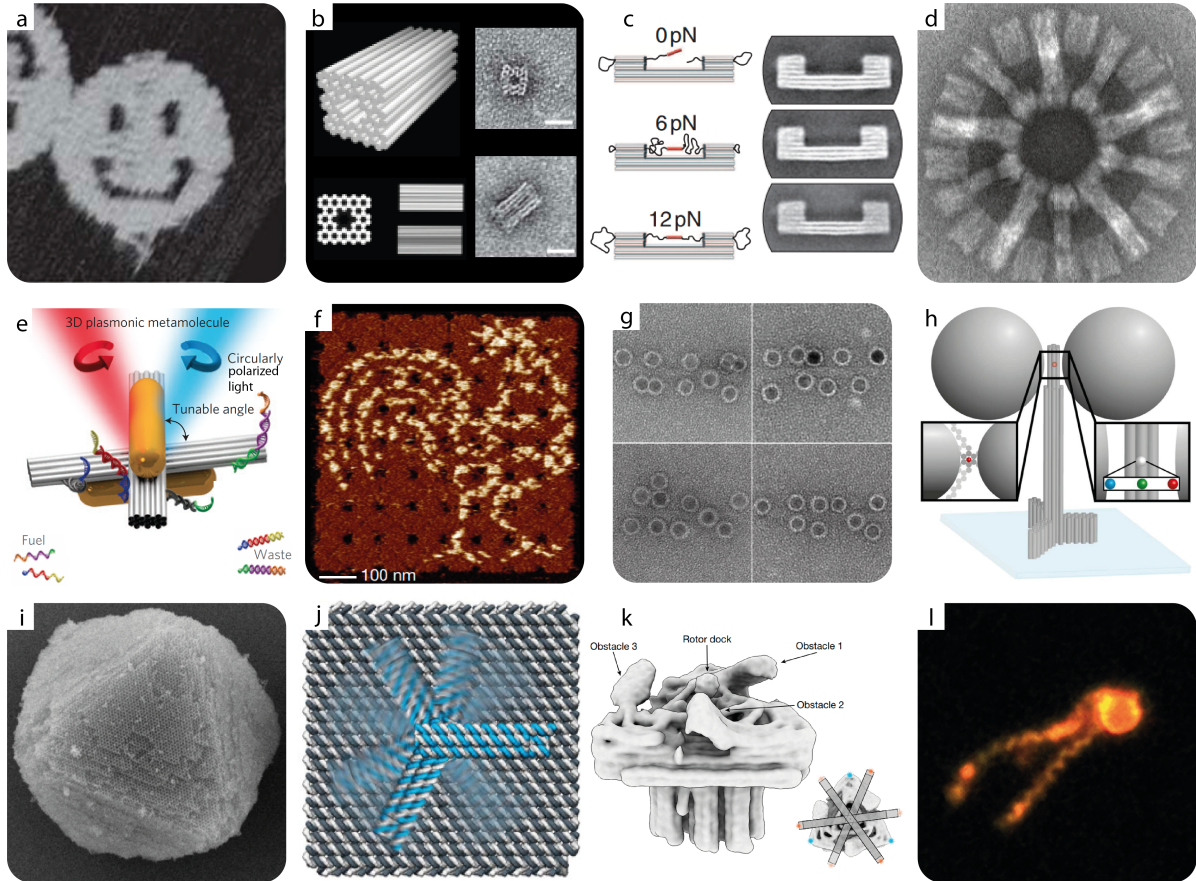 a
b
c
0 pN
6 pN
12 pN
d
e
3D plasmonic metamolecule
Circularly
polarized
light
Tunable angle
Fuel
Waste
f
100 nm
g
h
i
j
k
Obstacle 3
Rotor dock
Obstacle 1
Obstacle 2
l